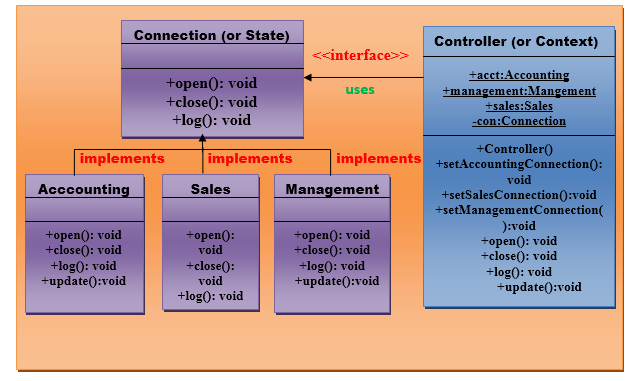 Connection (or State)
+open(): void
+close(): void
+log(): void
<<interface>>
uses
Controller (or Context)
+acct:Accounting
+management:Mangement
+sales:Sales
-con:Connection
+Controller()
+setAccountingConnection():
void
+setSalesConnection():void
+setManagementConnection(
):void
+open(): void
+close(): void
+log(): void
+update():void
implements
implements
implements
Acccounting
+open(): void
+close(): void
+log(): void
+update():void
Sales
+open():
void
+close():
void
+log(): void
Management
+open(): void
+close(): void
+log(): void
+update():void